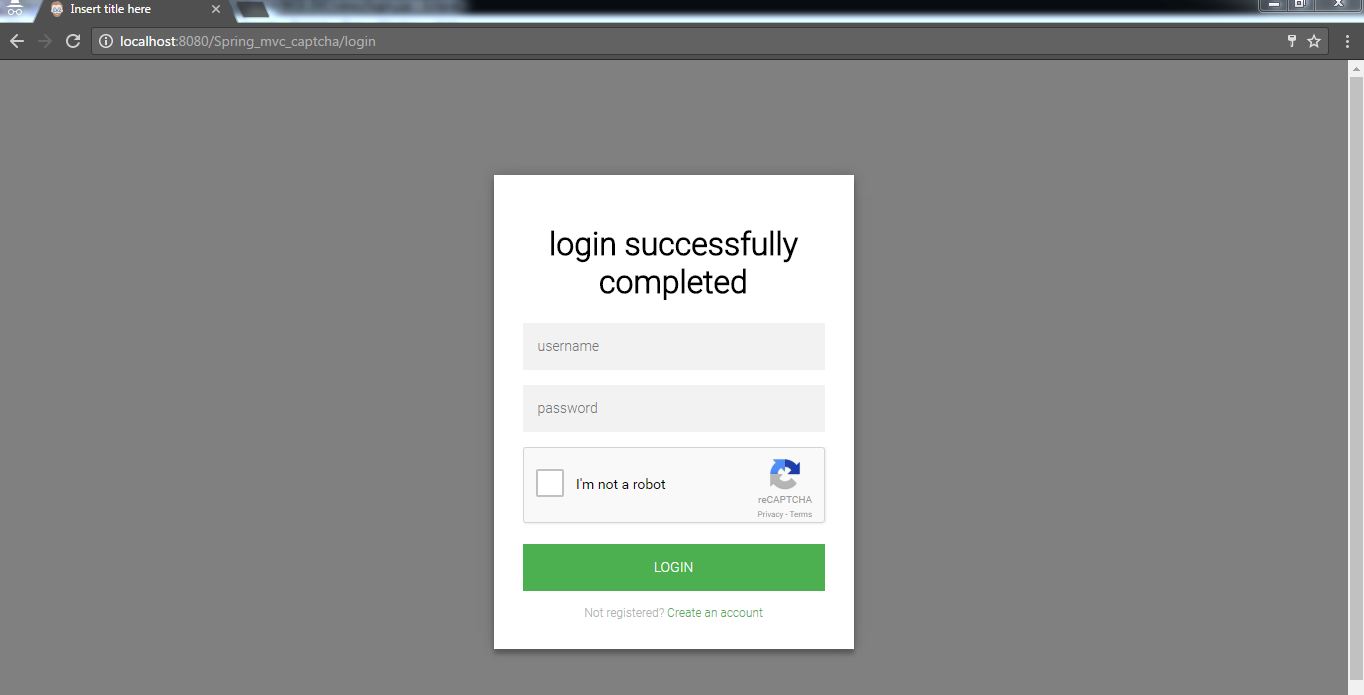 Insert title here
localhost:8080/Spring_mvc_captcha/login
login successfully
completed
username
password
I'm not a robot
reCAPTCHA
Privacy - Terms
LOGIN
Not registered? Create an account